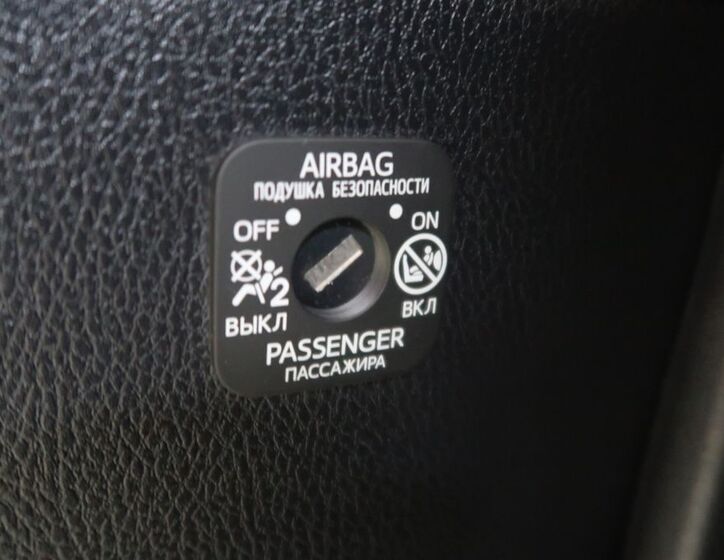 AIRBAG
ПОДУШКА БЕЗОПАСНОСТИ
OFF
ON
2
ВЫКЛ
ВКЛ
PASSENGER
ПАССАЖИРА